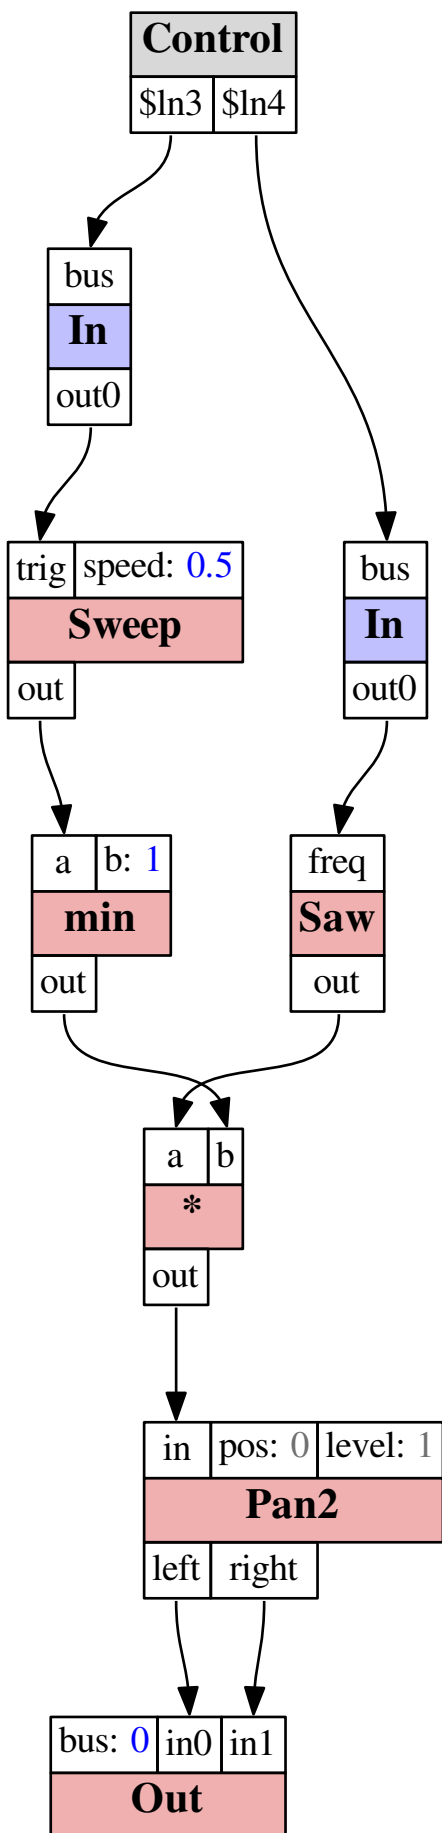 Control
$ln3 $ln4
bus
In
out0
trig speed: 0.5
Sweep
out
bus
In
out0
a b: 1
min
out
freq
Saw
out
a b
*
out
in pos: 0 level: 1
Pan2
left right
bus: 0 in0 in1
Out